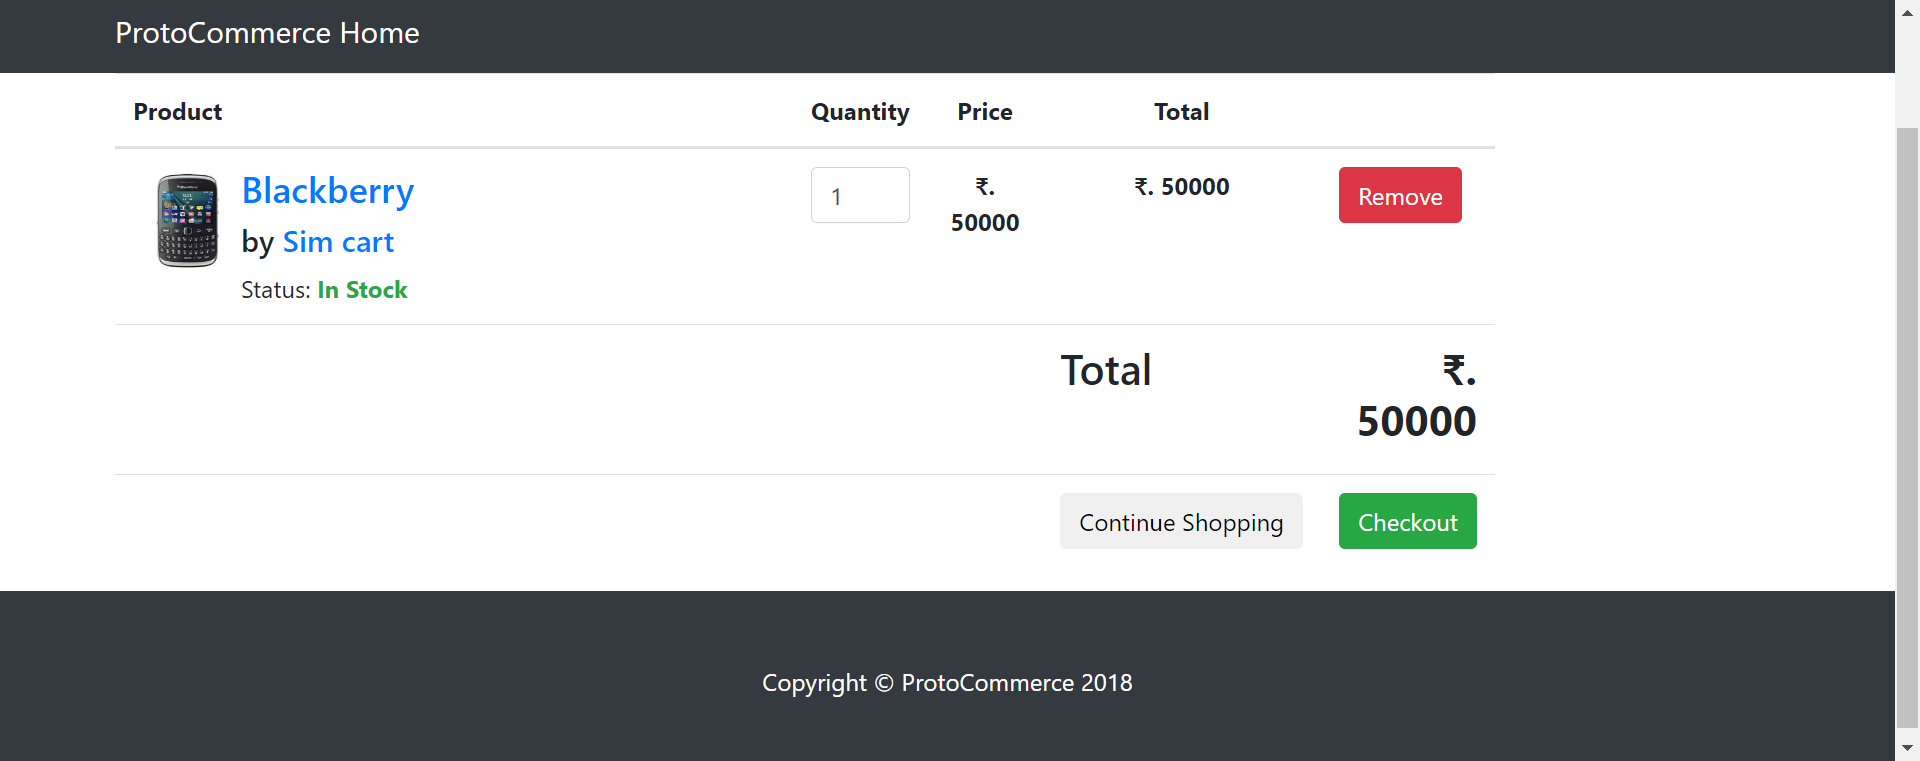 ProtoCommerce Home
Product Quantity Price Total
Blackberry 1 ₹. 50000 ₹. 50000 Remove
by Sim cart
Status: In Stock
Total ₹. 50000
Continue Shopping Checkout
Copyright © ProtoCommerce 2018